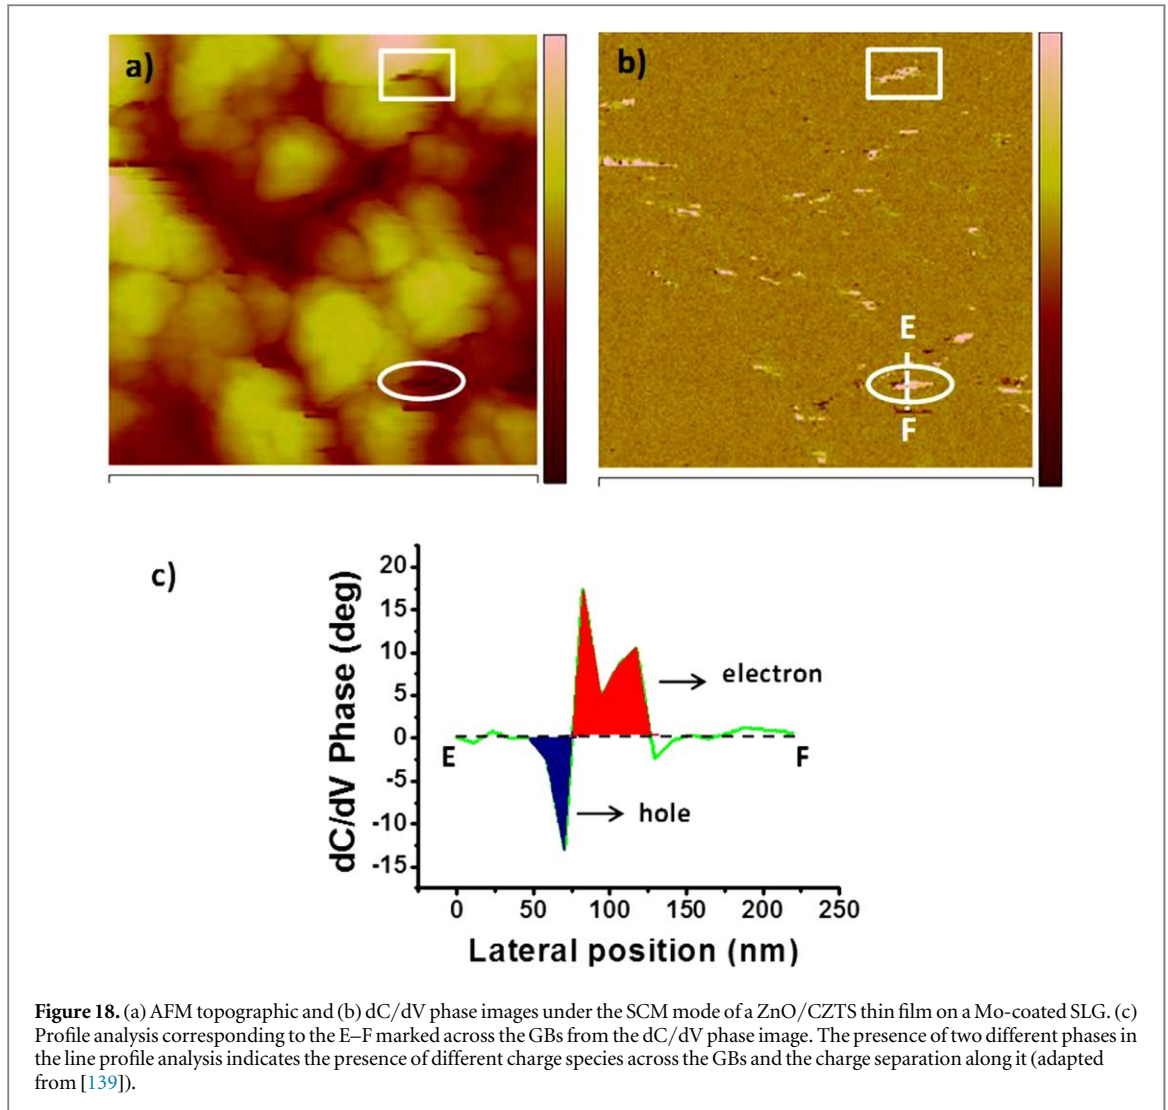 a)
b)
E
F
c)
dC/dV Phase (deg)
20
15
10
5
0
-5
-10
-15
electron
E
F
hole
0 50 100 150 200 250
Lateral position (nm)
Figure 18. (a) AFM topographic and (b) dC/dV phase images under the SCM mode of a ZnO/CZTS thin film on a Mo-coated SLG. (c)
Profile analysis corresponding to the E–F marked across the GBs from the dC/dV phase image. The presence of two different phases in
the line profile analysis indicates the presence of different charge species across the GBs and the charge separation along it (adapted
from [139]).